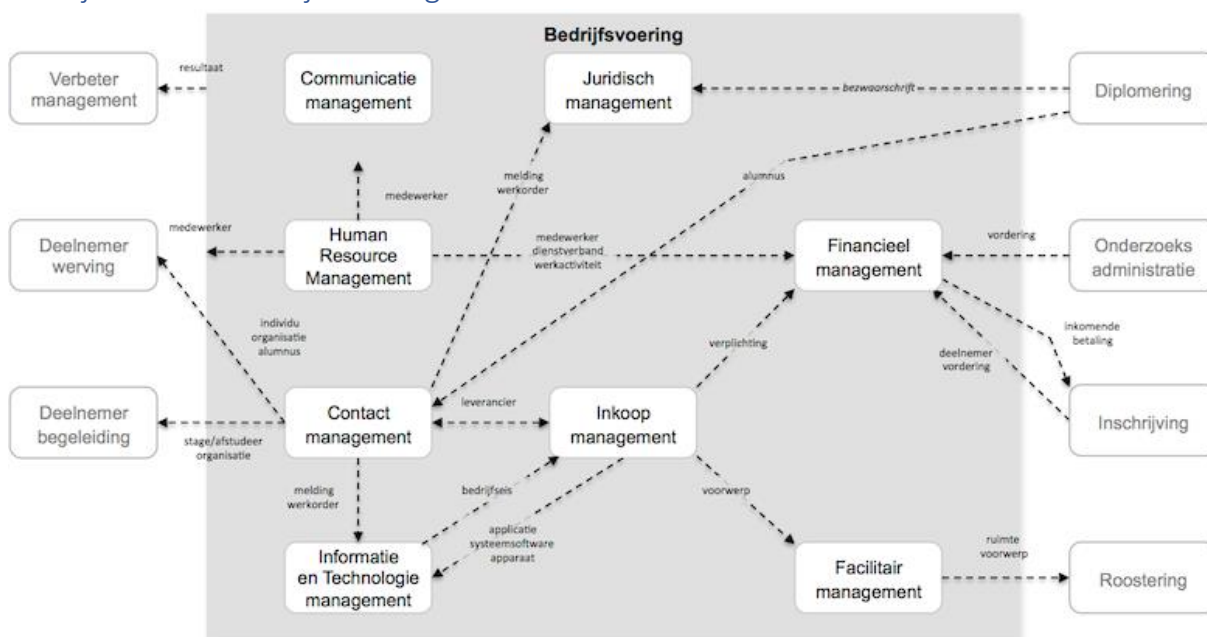 Bedrijfsvoering
Verbeter
management
resultaat
Communicatie
management
Juridisch
management
bezwaarschrift
Diplomering
melding
werkorder
alumnus
medewerker
Deelnemer
werving
medewerker
Human
Resource
Management
medewerker
dienstverband
werkactiviteit
Financieel
management
vordering
Onderzoeks
administratie
individu
organisatie
alumnus
verplichting
inkomende
betaling
deelnemer
vordering
Deelnemer
begeleiding
stage/afstudeer
organisatie
Contact
management
leverancier
Inkoop
management
Inschrijving
melding
werkorder
bedrijfseis
voorwerp
applicatie
systeemsoftware
apparaat
Informatie
en Technologie
management
Facilitair
management
ruimte
voorwerp
Roostering